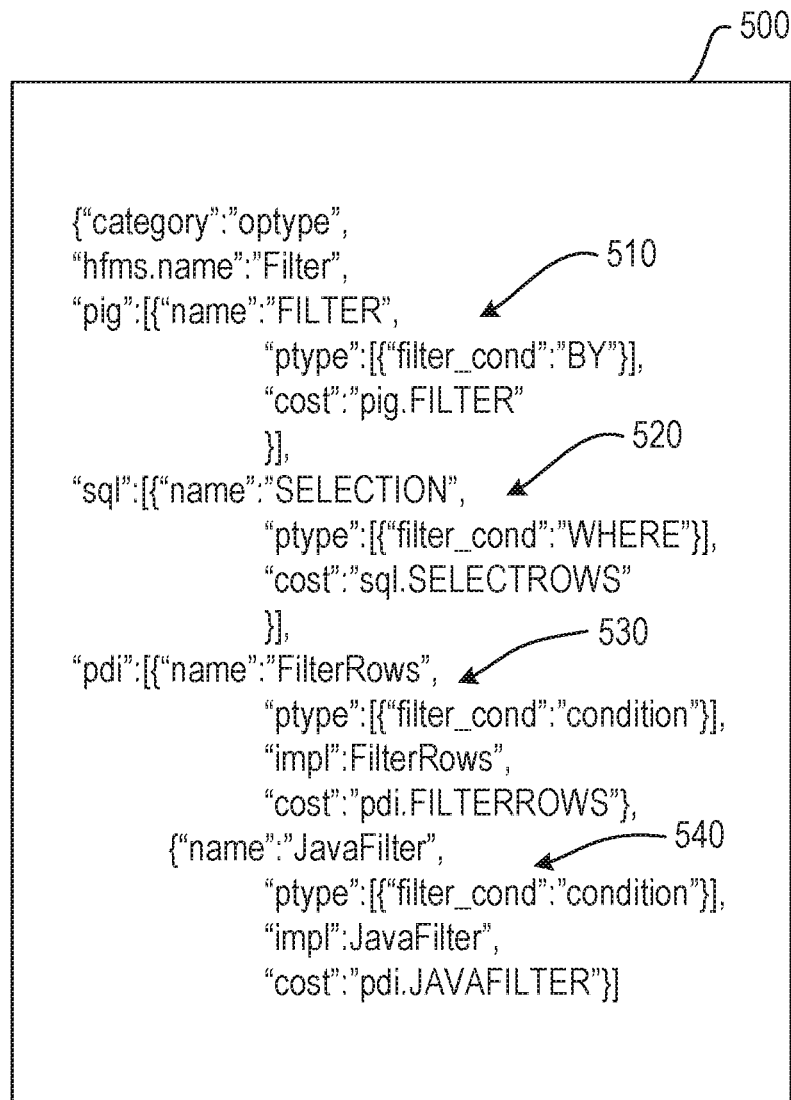 500
{“category”:”optype”,
“hfms.name”:”Filter”,
510
“pig”:[{“name”:”FILTER”,
“ptype”:[{“filter_cond”:”BY”}],
“cost”:”pig.FILTER”
}],
520
“sql”:[{“name”:”SELECTION”,
“ptype”:[{“filter_cond”:”WHERE”}],
“cost”:”sql.SELECTROWS”
}],
530
“pdi”:[{“name”:”FilterRows”,
“ptype”:[{“filter_cond”:”condition”}],
“impl”:FilterRows”,
“cost”:”pdi.FILTERROWS”},
540
{“name”:”JavaFilter”,
“ptype”:[{“filter_cond”:”condition”}],
“impl”:JavaFilter”,
“cost”:”pdi.JAVAFILTER”}]